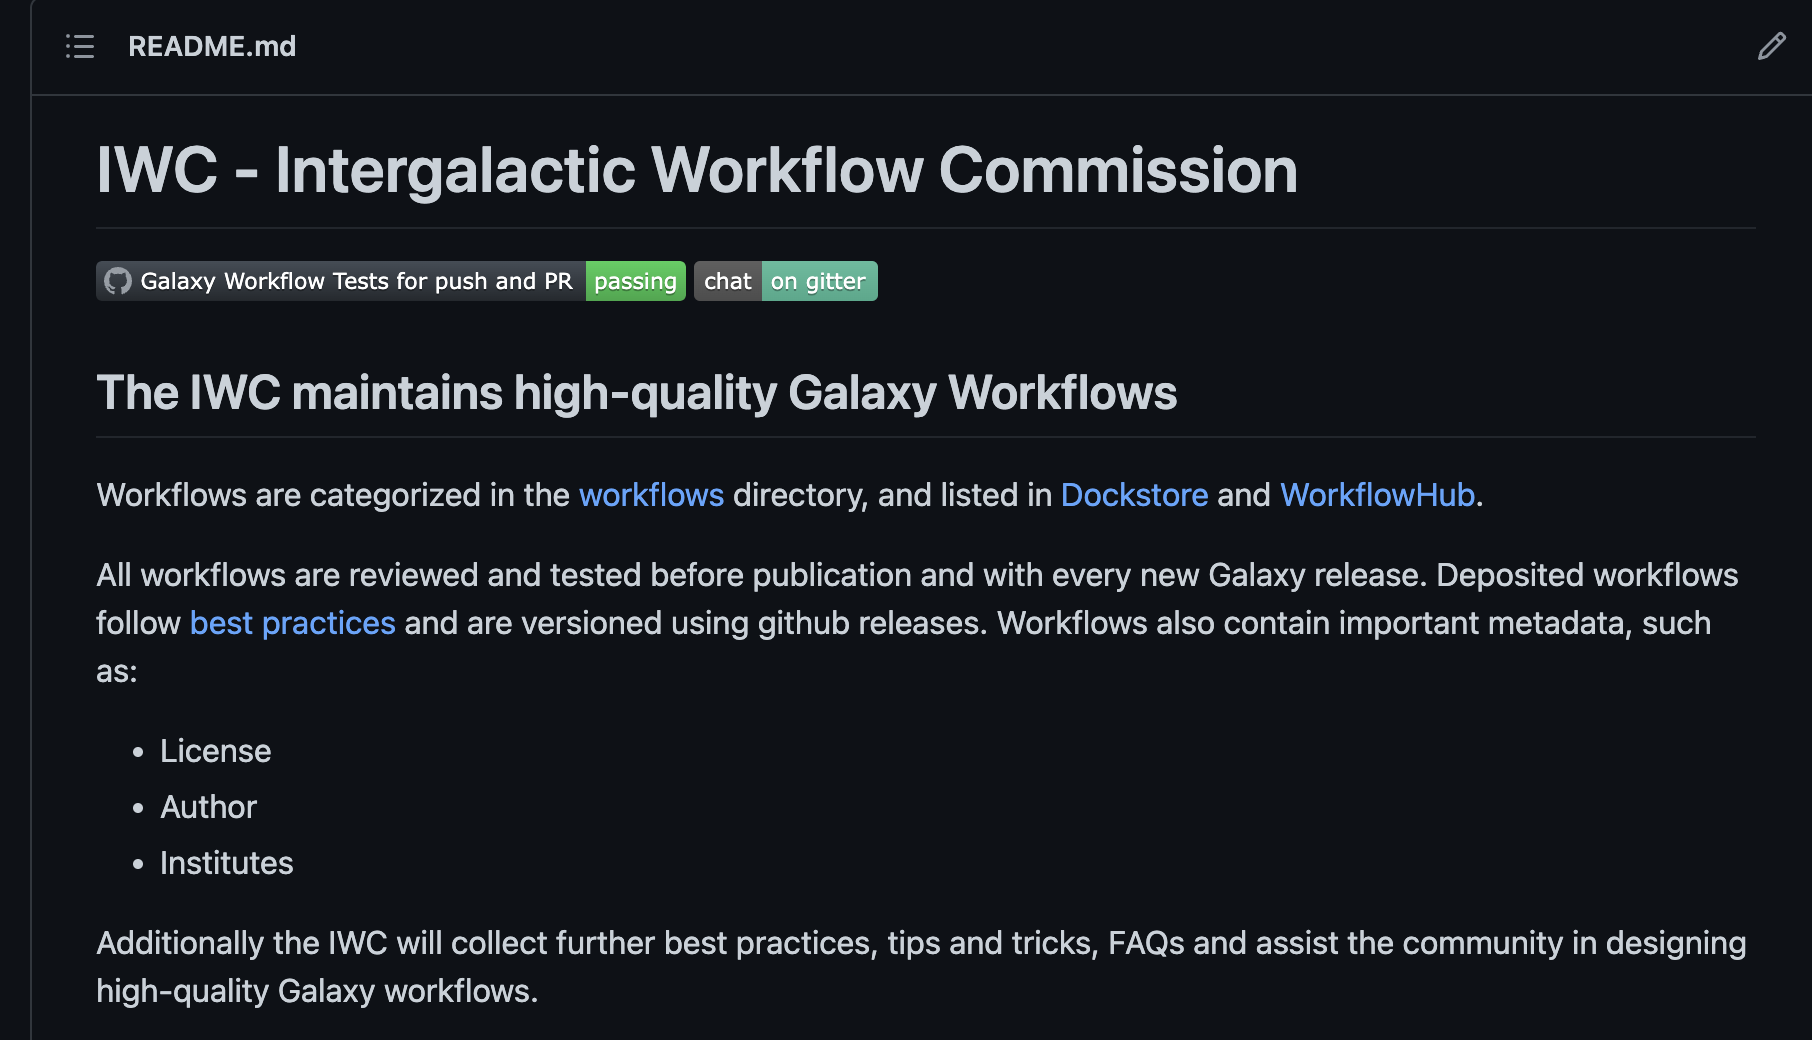 README.md
IWC - Intergalactic Workflow Commission
Galaxy Workflow Tests for push and PR passing chat on gitter
The IWC maintains high-quality Galaxy Workflows
Workflows are categorized in the workflows directory, and listed in Dockstore and WorkflowHub.
All workflows are reviewed and tested before publication and with every new Galaxy release. Deposited workflows
follow best practices and are versioned using github releases. Workflows also contain important metadata, such
as:
• License
• Author
• Institutes
Additionally the IWC will collect further best practices, tips and tricks, FAQs and assist the community in designing
high-quality Galaxy workflows.